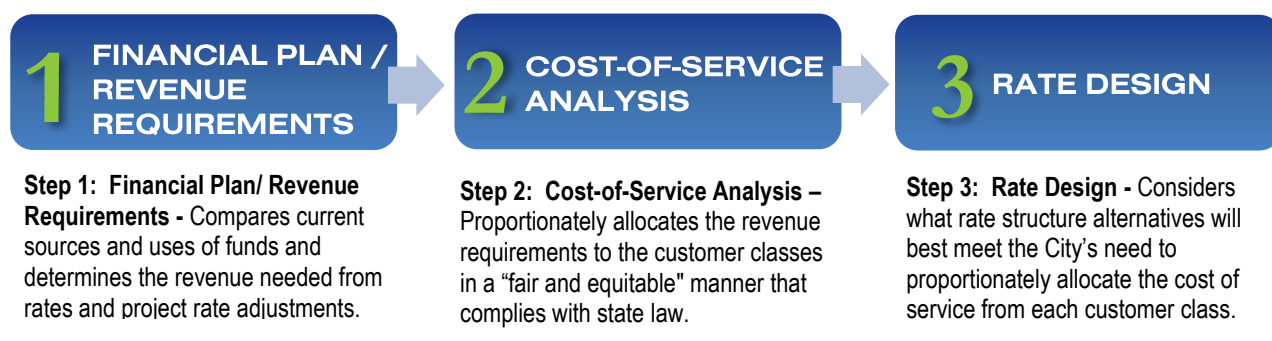 1
FINANCIAL PLAN /
REVENUE
REQUIREMENTS
2
COST-OF-SERVICE
ANALYSIS
3
RATE DESIGN
Step 1:  Financial Plan/ Revenue
Requirements - Compares current
sources and uses of funds and
determines the revenue needed from
rates and project rate adjustments.
Step 2:  Cost-of-Service Analysis –
Proportionately allocates the revenue
requirements to the customer classes
in a “fair and equitable" manner that
complies with state law.
Step 3:  Rate Design - Considers
what rate structure alternatives will
best meet the City’s need to
proportionately allocate the cost of
service from each customer class.